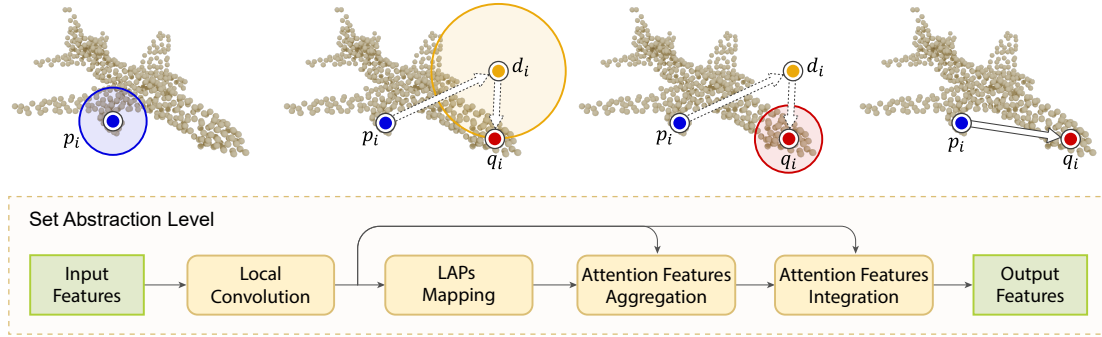 p_i
d_i
p_i
q_i
d_i
p_i
q_i
p_i
q_i
Set Abstraction Level
Input
Features
Local
Convolution
LAPs
Mapping
Attention Features
Aggregation
Attention Features
Integration
Output
Features